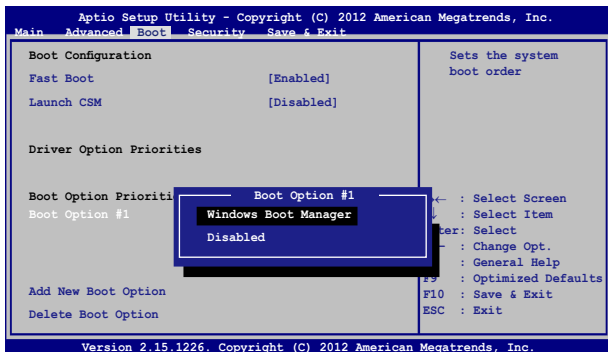 Aptio Setup Utility - Copyright (C) 2012 American Megatrends, Inc.
Main Advanced Boot Security Save & Exit
Boot Configuration
Fast Boot [Enabled]
Launch CSM [Disabled]
Driver Option Priorities
Boot Option Prioriti
Boot Option #1
Boot Option #1
Windows Boot Manager
Disabled
Add New Boot Option
Delete Boot Option
Sets the system
boot order
← : Select Screen
: Select Item
ter: Select
: Change Opt.
: General Help
F9 : Optimized Defaults
F10 : Save & Exit
ESC : Exit
Version 2.15.1226. Copyright (C) 2012 American Megatrends, Inc.